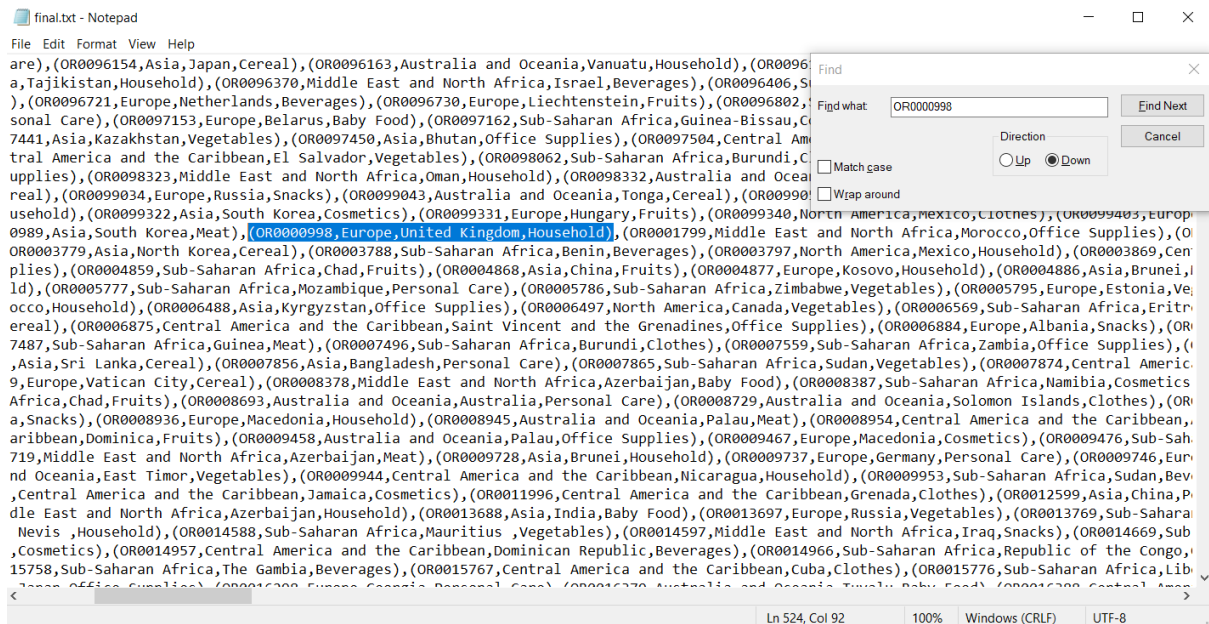 final.txt - Notepad
File Edit Format View Help
are),(OR0096154,Asia,Japan,Cereal),(OR0096163,Australia and Oceania,Vanuatu,Household),(OR0096
a,Tajikistan,Household),(OR0096370,Middle East and North Africa,Israel,Beverages),(OR0096406,Su
),(OR0096721,Europe,Netherlands,Beverages),(OR0096730,Europe,Liechtenstein,Fruits),(OR0096802,
sonal Care),(OR0097153,Europe,Belarus,Baby Food),(OR0097162,Sub-Saharan Africa,Guinea-Bissau,C
7441,Asia,Kazakhstan,Vegetables),(OR0097450,Asia,Bhutan,Office Supplies),(OR0097504,Central Am
tral America and the Caribbean,El Salvador,Vegetables),(OR0098062,Sub-Saharan Africa,Burundi,C
upplies),(OR0098323,Middle East and North Africa,Oman,Household),(OR0098332,Australia and Ocea
real),(OR0099034,Europe,Russia,Snacks),(OR0099043,Australia and Oceania,Tonga,Cereal),(OR009905
usehold),(OR0099322,Asia,South Korea,Cosmetics),(OR0099331,Europe,Hungary,Fruits),(OR0099340,North America,Mexico,Clothes),(OR0099403,Europ
0989,Asia,South Korea,Meat),(OR0000998,Europe,United Kingdom,Household),(OR0001799,Middle East and North Africa,Morocco,Office Supplies),(O
OR0003779,Asia,North Korea,Cereal),(OR0003788,Sub-Saharan Africa,Benin,Beverages),(OR0003797,North America,Mexico,Household),(OR0003869,Cen
plies),(OR0004859,Sub-Saharan Africa,Chad,Fruits),(OR0004868,Asia,China,Fruits),(OR0004877,Europe,Kosovo,Household),(OR0004886,Asia,Brunei,
ld),(OR0005777,Sub-Saharan Africa,Mozambique,Personal Care),(OR0005786,Sub-Saharan Africa,Zimbabwe,Vegetables),(OR0005795,Europe,Estonia,Ve
occo,Household),(OR0006488,Asia,Kyrgyzstan,Office Supplies),(OR0006497,North America,Canada,Vegetables),(OR0006569,Sub-Saharan Africa,Eritr
ereal),(OR0006875,Central America and the Caribbean,Saint Vincent and the Grenadines,Office Supplies),(OR0006884,Europe,Albania,Snacks),(OR
7487,Sub-Saharan Africa,Guinea,Meat),(OR0007496,Sub-Saharan Africa,Burundi,Clothes),(OR0007559,Sub-Saharan Africa,Zambia,Office Supplies),(
,Asia,Sri Lanka,Cereal),(OR0007856,Asia,Bangladesh,Personal Care),(OR0007865,Sub-Saharan Africa,Sudan,Vegetables),(OR0007874,Central Americ
9,Europe,Vatican City,Cereal),(OR0008378,Middle East and North Africa,Azerbaijan,Baby Food),(OR0008387,Sub-Saharan Africa,Namibia,Cosmetics
Africa,Chad,Fruits),(OR0008693,Australia and Oceania,Australia,Personal Care),(OR0008729,Australia and Oceania,Solomon Islands,Clothes),(OR
a,Snacks),(OR0008936,Europe,Macedonia,Household),(OR0008945,Australia and Oceania,Palau,Meat),(OR0008954,Central America and the Caribbean,
aribbean,Dominica,Fruits),(OR0009458,Australia and Oceania,Palau,Office Supplies),(OR0009467,Europe,Macedonia,Cosmetics),(OR0009476,Sub-Sah
719,Middle East and North Africa,Azerbaijan,Meat),(OR0009728,Asia,Brunei,Household),(OR0009737,Europe,Germany,Personal Care),(OR0009746,Eur
nd Oceania,East Timor,Vegetables),(OR0009944,Central America and the Caribbean,Nicaragua,Household),(OR0009953,Sub-Saharan Africa,Sudan,Bev
,Central America and the Caribbean,Jamaica,Cosmetics),(OR0011996,Central America and the Caribbean,Grenada,Clothes),(OR0012599,Asia,China,P
dle East and North Africa,Azerbaijan,Household),(OR0013688,Asia,India,Baby Food),(OR0013697,Europe,Russia,Vegetables),(OR0013769,Sub-Sahara
Nevis ,Household),(OR0014588,Sub-Saharan Africa,Mauritius ,Vegetables),(OR0014597,Middle East and North Africa,Iraq,Snacks),(OR0014669,Sub
,Cosmetics),(OR0014957,Central America and the Caribbean,Dominican Republic,Beverages),(OR0014966,Sub-Saharan Africa,Republic of the Congo,
15758,Sub-Saharan Africa,The Gambia,Beverages),(OR0015767,Central America and the Caribbean,Cuba,Clothes),(OR0015776,Sub-Saharan Africa,Lib
Find
Find what:
OR0000998
Find Next
Direction
Cancel
Up
Down
Match case
Wrap around
Ln 524, Col 92
100%
Windows (CRLF)
UTF-8